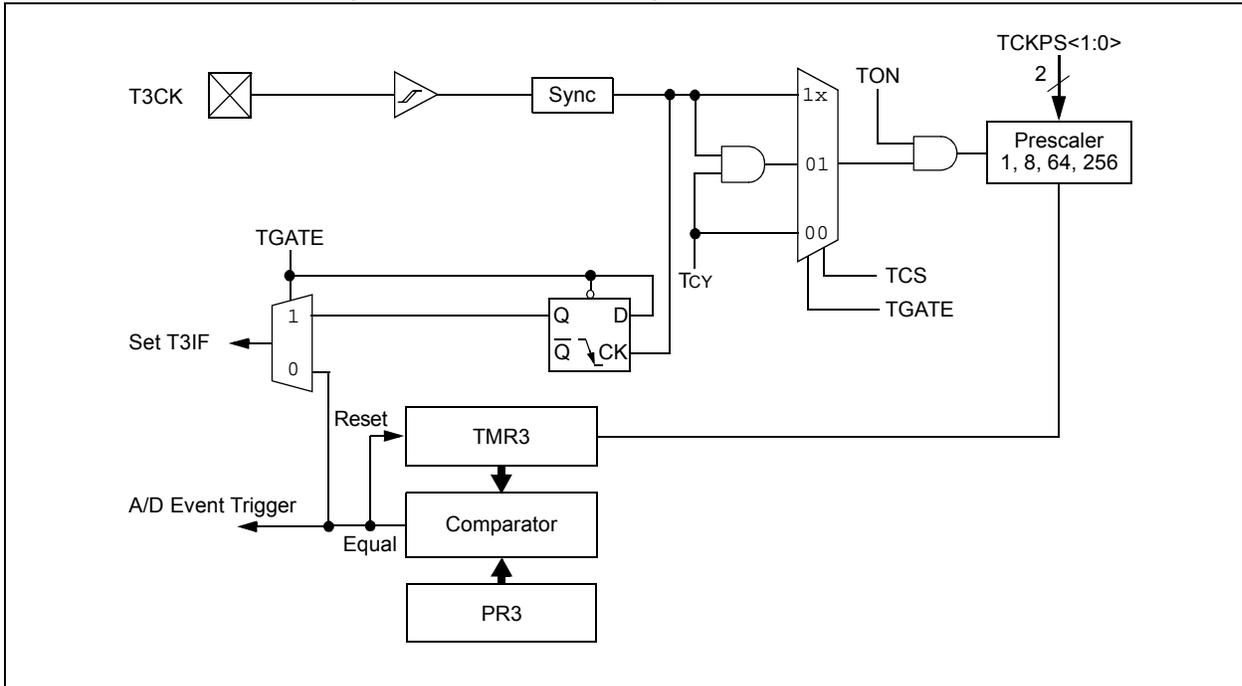 TCKPS<1:0>
2
TON
T3CK
Sync
1x
Prescaler
1, 8, 64, 256
01
00
TGATE
TCY
TCS
TGATE
1
Q
D
Set T3IF
Q
CK
0
Reset
TMR3
A/D Event Trigger
Equal
Comparator
PR3